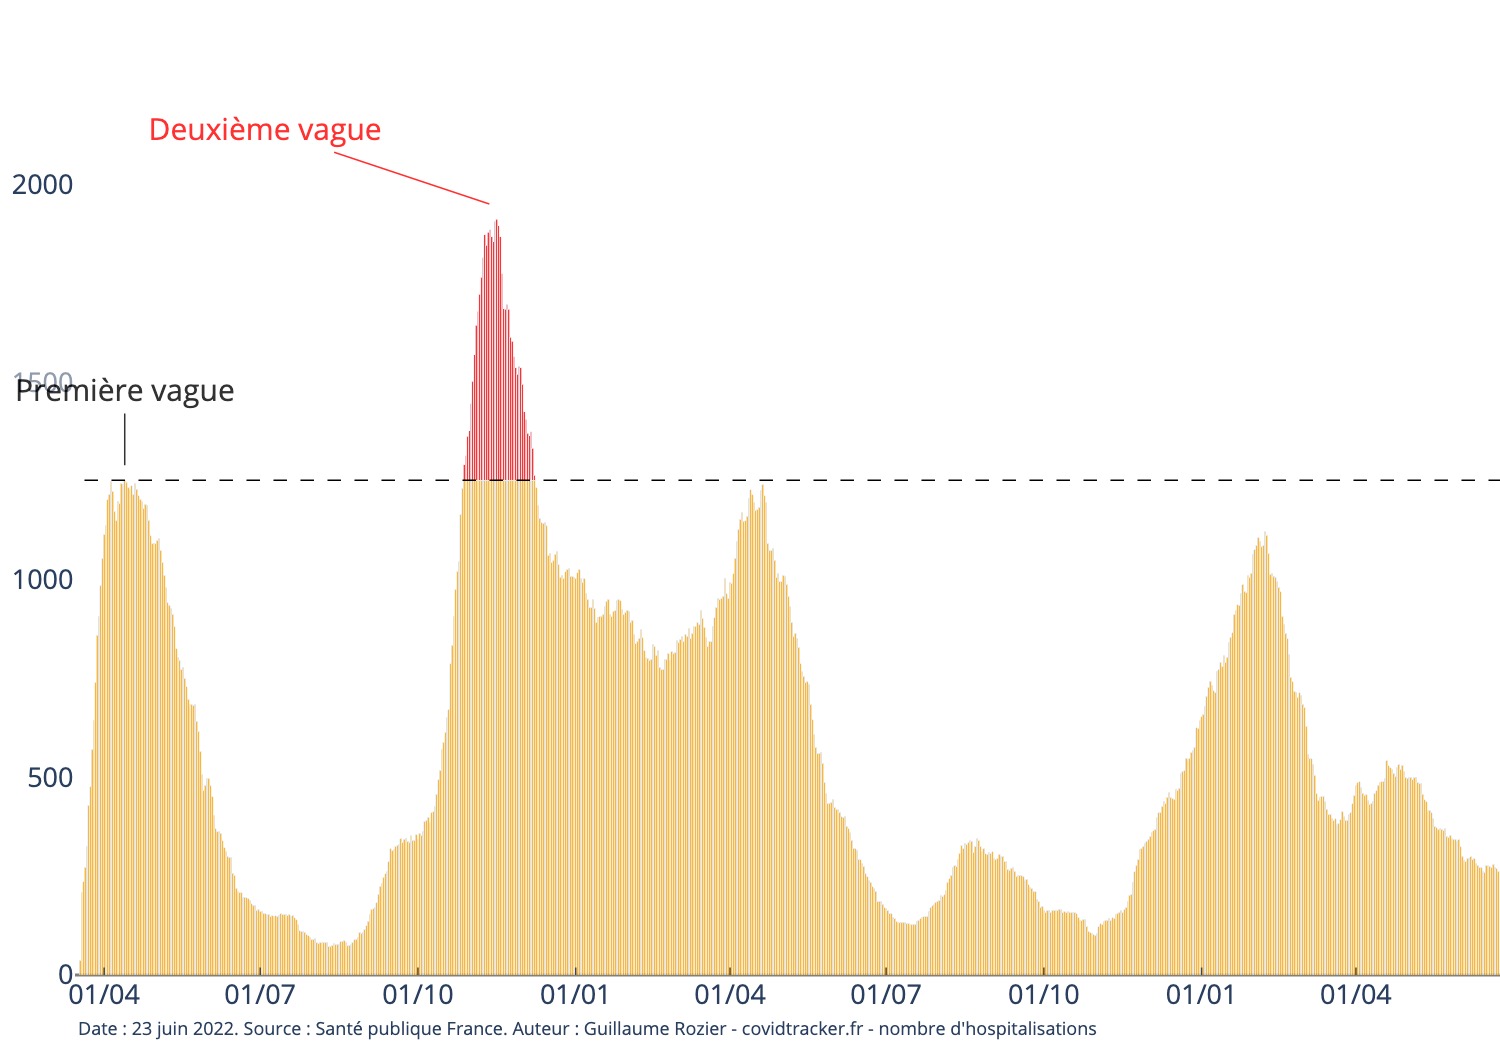 Deuxième vague
2000
1500
Première vague
1000
500
0
01/04 01/07 01/10 01/01 01/04 01/07 01/10 01/01 01/04
Date : 23 juin 2022. Source : Santé publique France. Auteur : Guillaume Rozier - covidtracker.fr - nombre d'hospitalisations